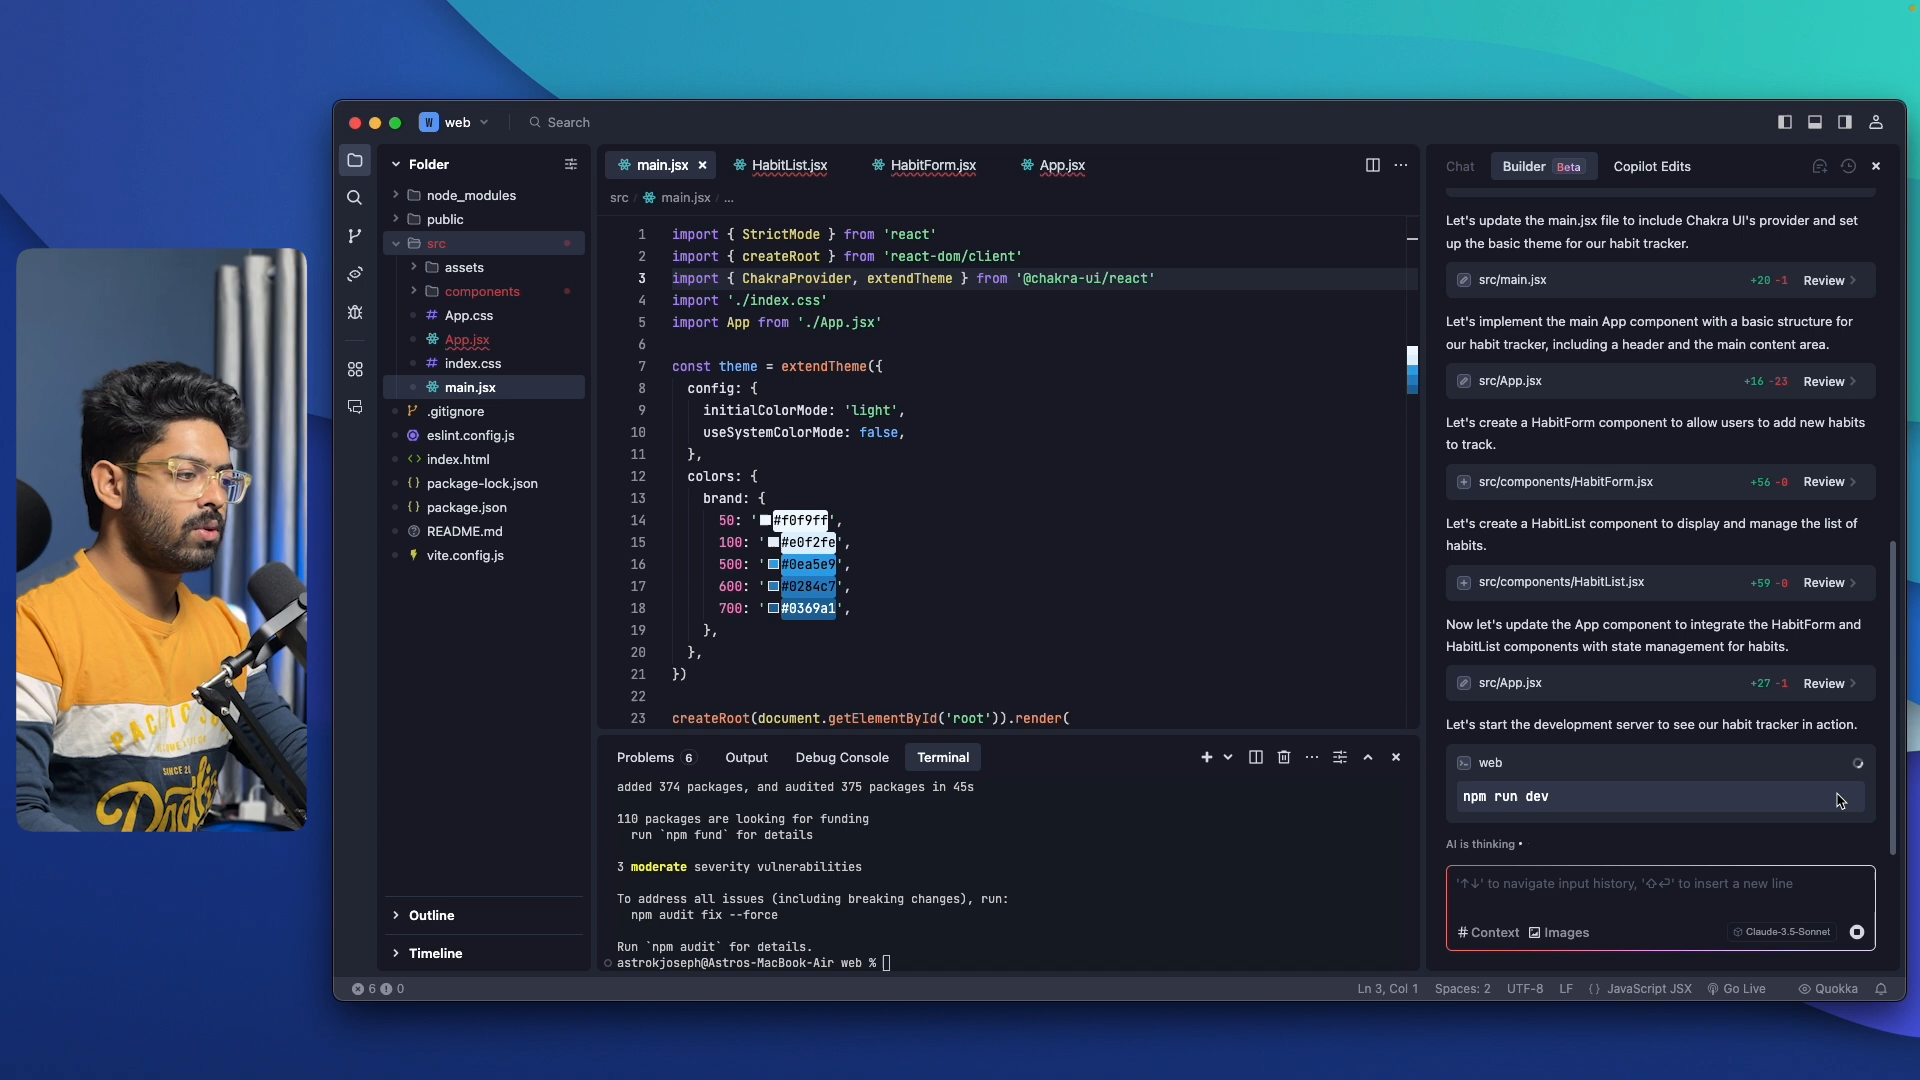 W web
Search
Folder
node_modules
public
src
assets
components
App.css
App.jsx
index.css
main.jsx
.gitignore
eslint.config.js
index.html
package-lock.json
package.json
README.md
vite.config.js
Outline
Timeline
main.jsx
HabitList.jsx
HabitForm.jsx
App.jsx
src / main.jsx / ...
1 import { StrictMode } from 'react'
2 import { createRoot } from 'react-dom/client'
3 import { ChakraProvider, extendTheme } from '@chakra-ui/react'
4 import './index.css'
5 import App from './App.jsx'
6
7 const theme = extendTheme({
8 config: {
9 initialColorMode: 'light',
10 useSystemColorMode: false,
11 },
12 colors: {
13 brand: {
14 50: '#f0f9ff',
15 100: '#e0f2fe',
16 500: '#0ea5e9',
17 600: '#0284c7',
18 700: '#0369a1',
19 },
20 },
21 })
22
23 createRoot(document.getElementById('root')).render(
Problems 6
Output
Debug Console
Terminal
added 374 packages, and audited 375 packages in 45s
110 packages are looking for funding
run `npm fund` for details
3 moderate severity vulnerabilities
To address all issues (including breaking changes), run:
npm audit fix --force
Run `npm audit` for details.
astrokjoseph@Astros-MacBook-Air web %
Chat
Builder Beta
Copilot Edits
Let's update the main.jsx file to include Chakra UI's provider and set
up the basic theme for our habit tracker.
src/main.jsx +20 -1 Review
Let's implement the main App component with a basic structure for
our habit tracker, including a header and the main content area.
src/App.jsx +16 -23 Review
Let's create a HabitForm component to allow users to add new habits
to track.
src/components/HabitForm.jsx +56 -0 Review
Let's create a HabitList component to display and manage the list of
habits.
src/components/HabitList.jsx +59 -0 Review
Now let's update the App component to integrate the HabitForm and
HabitList components with state management for habits.
src/App.jsx +27 -1 Review
Let's start the development server to see our habit tracker in action.
web
npm run dev
AI is thinking •
'↑↓' to navigate input history, '⇧⏎' to insert a new line
# Context
Images
Claude-3.5-Sonnet
6 0
Ln 3, Col 1
Spaces: 2
UTF-8
LF
{ } JavaScript JSX
Go Live
Quokka
SINCE 21